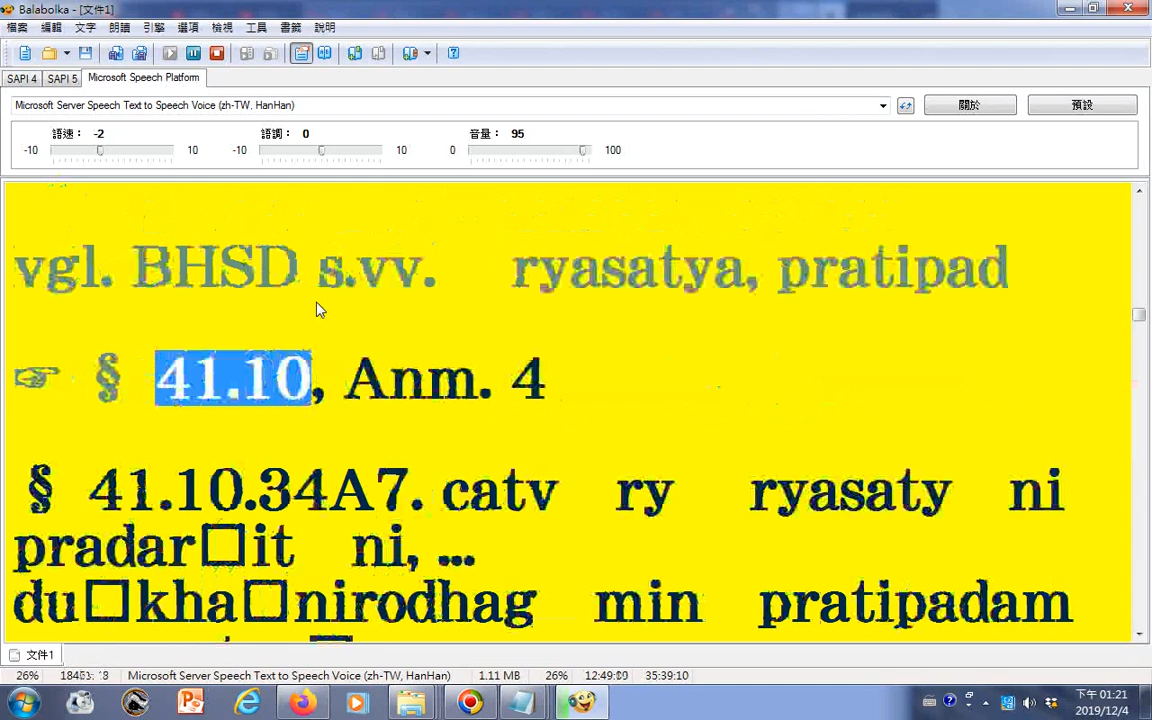 Balabolka - [文件1]
檔案 編輯 文字 朗讀 引擎 選項 檢視 工具 書籤 說明
SAPI 4 SAPI 5 Microsoft Speech Platform
Microsoft Server Speech Text to Speech Voice (zh-TW, HanHan) 關於 預設
語速： -2 語調： 0 音量： 95
-10 10 -10 10 0 100
vgl. BHSD s.vv. ryasatya, pratipad
☞ § 41.10, Anm. 4
§ 41.10.34A7. catv ry ryasaty ni
pradar□it ni, ...
du□kha□nirodhag min pratipadam
文件1
26% Microsoft Server Speech Text to Speech Voice (zh-TW, HanHan) 1.11 MB 26% 35:39:10
下午 01:21
2019/12/4